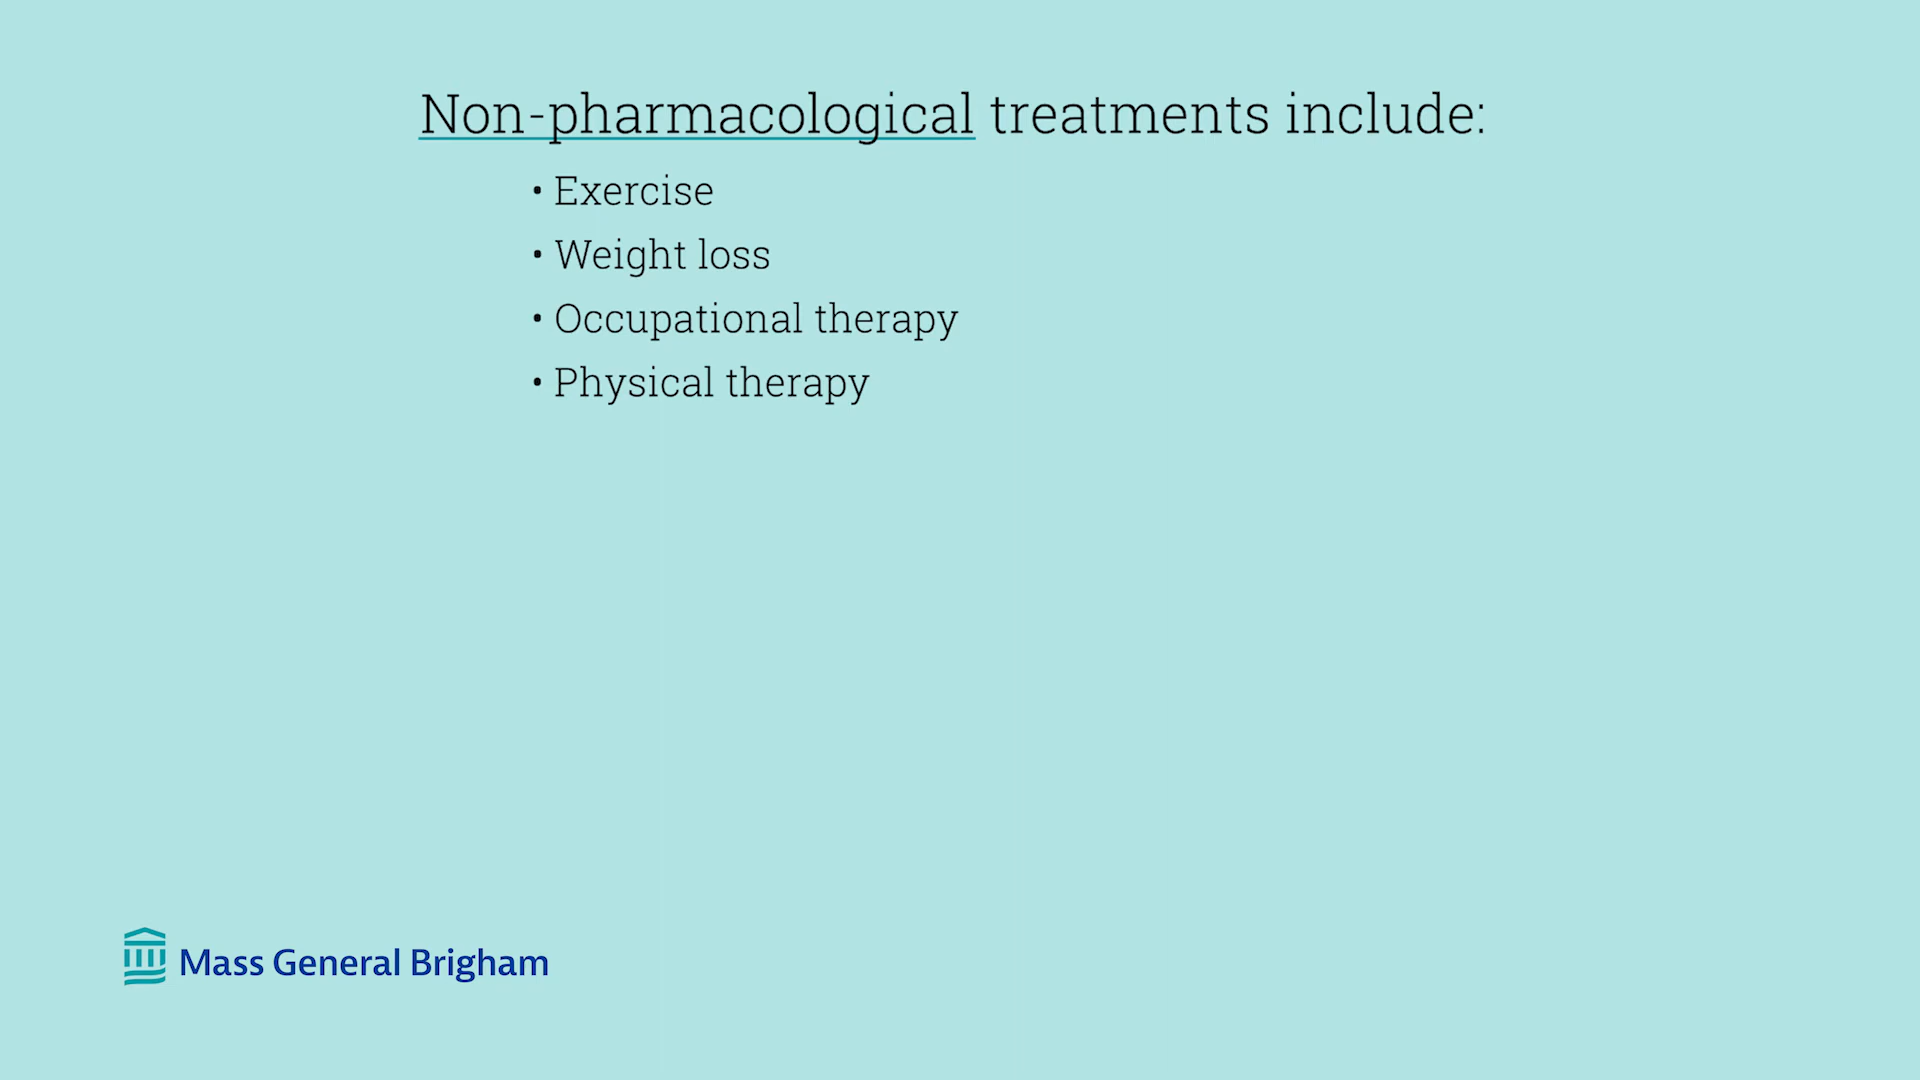 Non-pharmacological treatments include:
• Exercise
• Weight loss
• Occupational therapy
• Physical therapy
Mass General Brigham